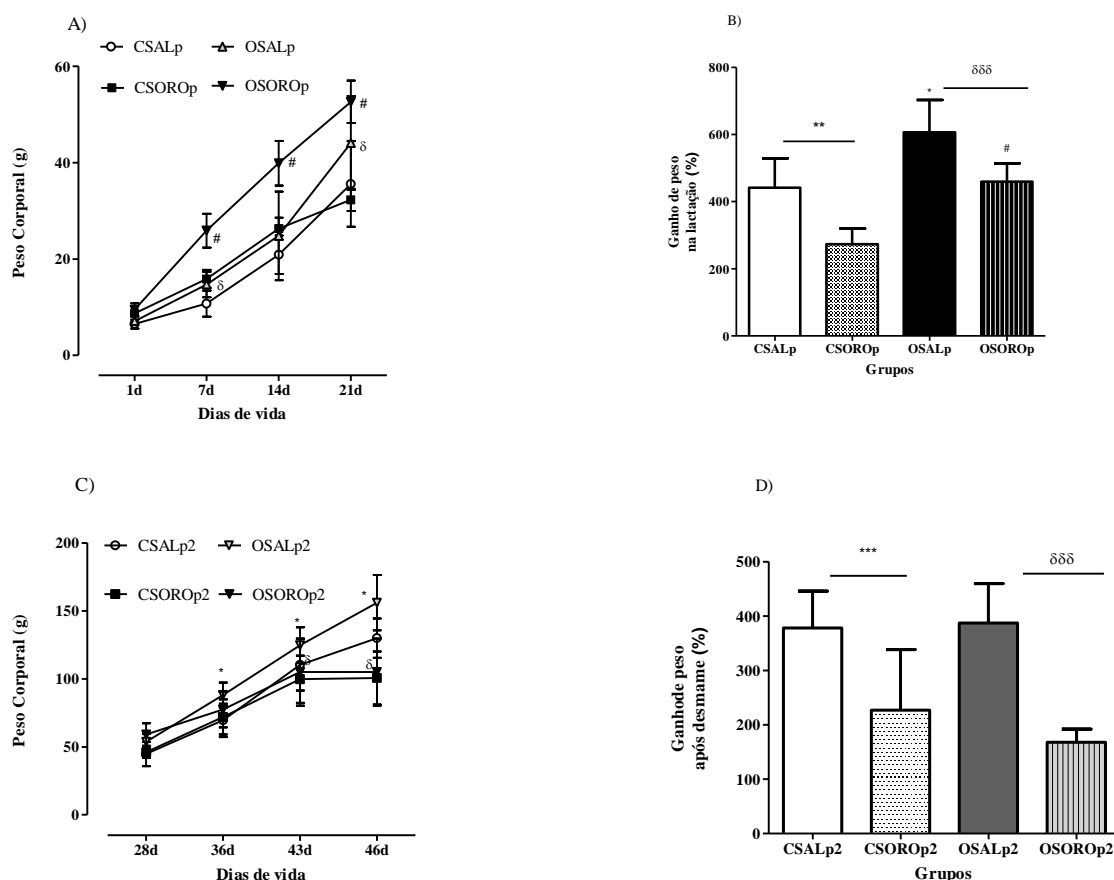 A)
CSALp
OSALp
CSOROp
OSOROp
Peso Corporal (g)
60
40
20
0
#
#
#
δ
δ
1d 7d 14d 21d
Dias de vida
B)
Ganho de peso
na lactação (%)
800
600
400
200
0
**
*
δδδ
#
CSALp CSOROp OSALp OSOROp
Grupos
C)
CSALp2
OSALp2
CSOROp2
OSOROp2
Peso Corporal (g)
200
150
100
50
0
*
*
*
δ
δ
28d 36d 43d 46d
Dias de vida
D)
Ganhode peso
após desmame (%)
500
400
300
200
100
0
***
δδδ
CSALp2 CSOROp2 OSALp2 OSOROp2
Grupos